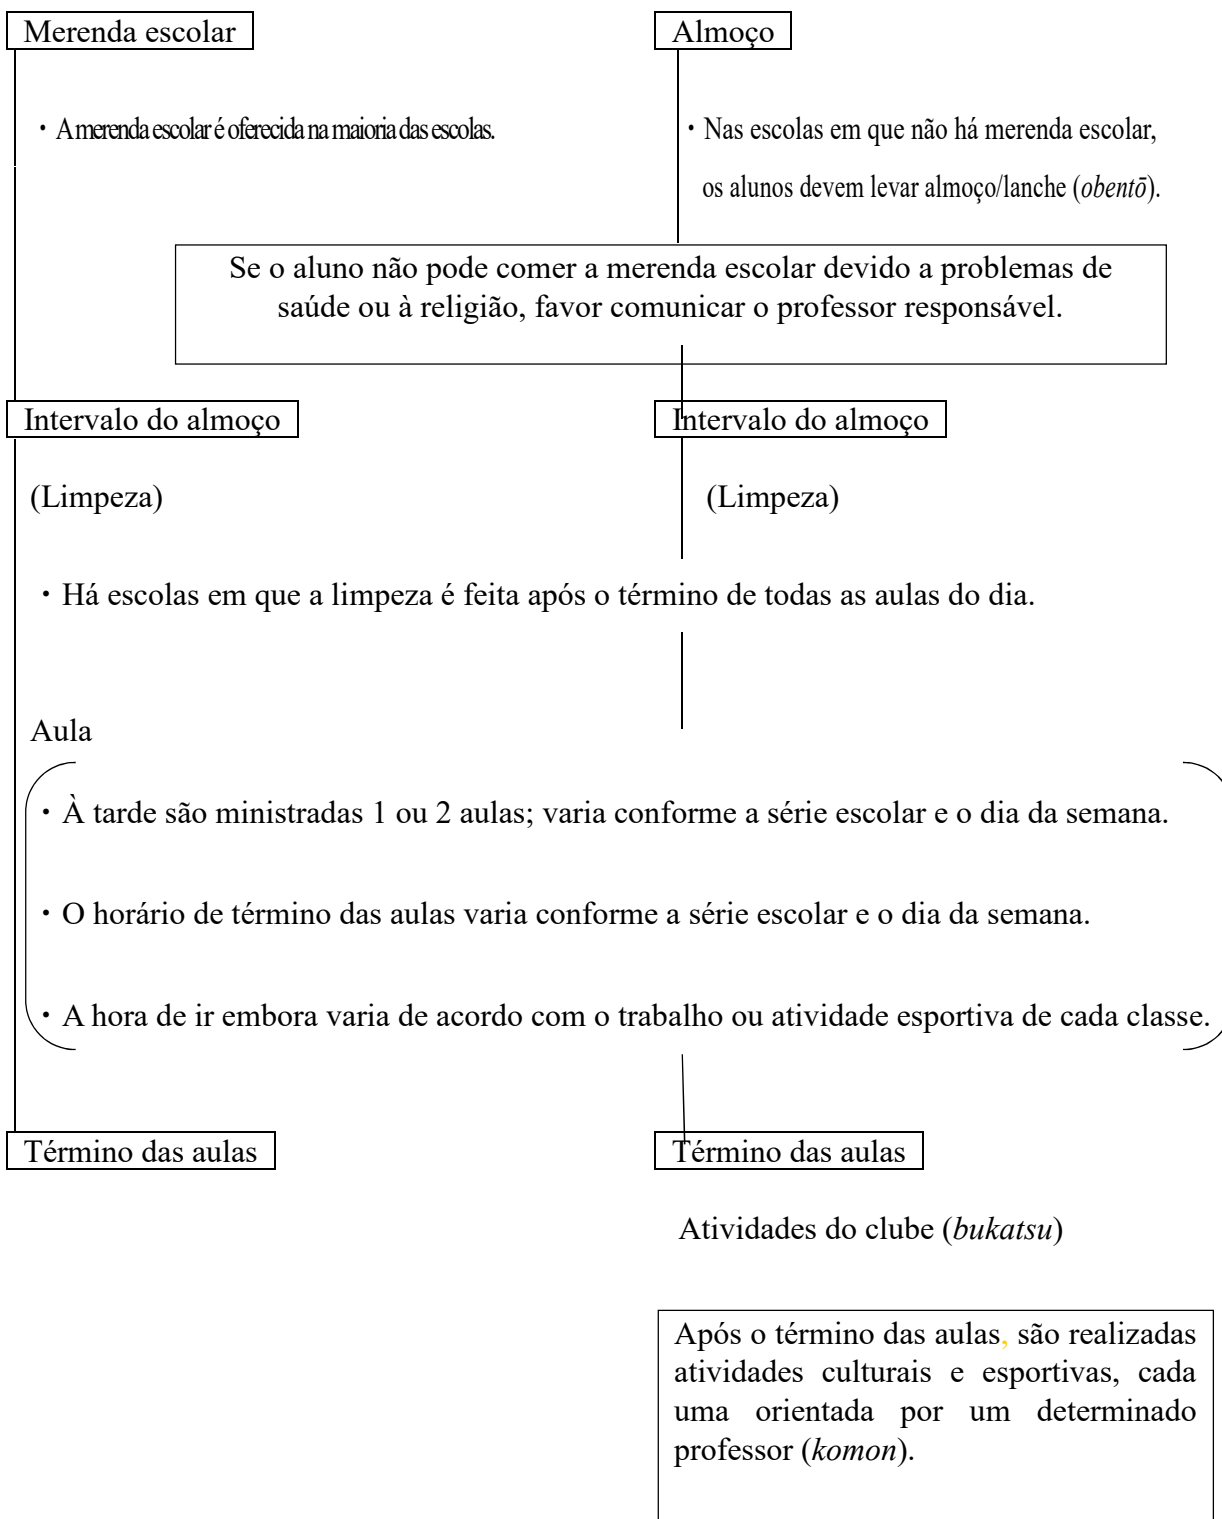 Merenda escolar
Almoço
・A merenda escolar é oferecida na maioria das escolas.
・Nas escolas em que não há merenda escolar,
os alunos devem levar almoço/lanche (obentō).
Se o aluno não pode comer a merenda escolar devido a problemas de
saúde ou à religião, favor comunicar o professor responsável.
Intervalo do almoço
Intervalo do almoço
(Limpeza)
(Limpeza)
・Há escolas em que a limpeza é feita após o término de todas as aulas do dia.
Aula
・À tarde são ministradas 1 ou 2 aulas; varia conforme a série escolar e o dia da semana.
・O horário de término das aulas varia conforme a série escolar e o dia da semana.
・A hora de ir embora varia de acordo com o trabalho ou atividade esportiva de cada classe.
Término das aulas
Término das aulas
Atividades do clube (bukatsu)
Após o término das aulas, são realizadas
atividades culturais e esportivas, cada
uma orientada por um determinado
professor (komon).